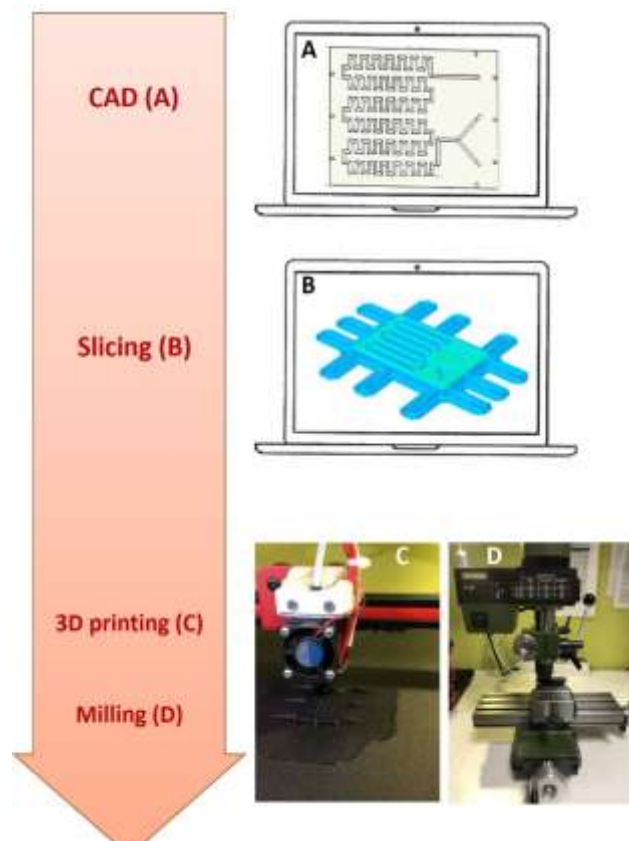 CAD (A)
A
Slicing (B)
B
3D printing (C)
C
Milling (D)
D